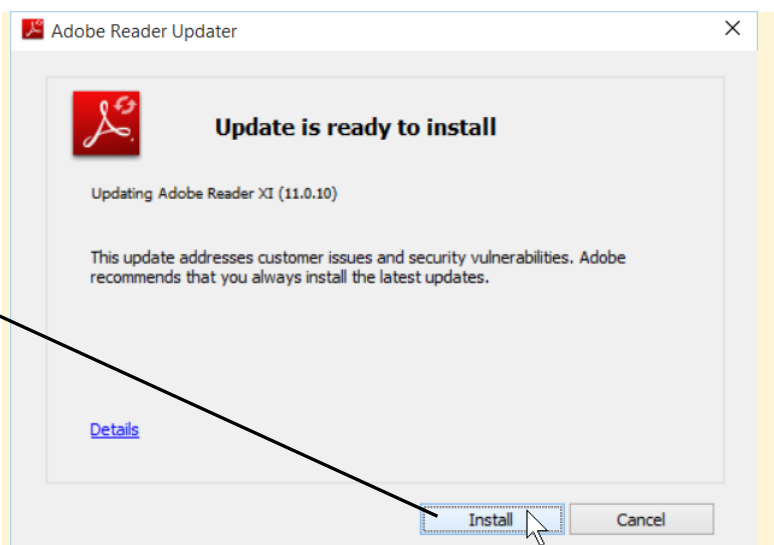 Adobe Reader Updater
Update is ready to install
Updating Adobe Reader XI (11.0.10)
This update addresses customer issues and security vulnerabilities. Adobe
recommends that you always install the latest updates.
Details
Install Cancel